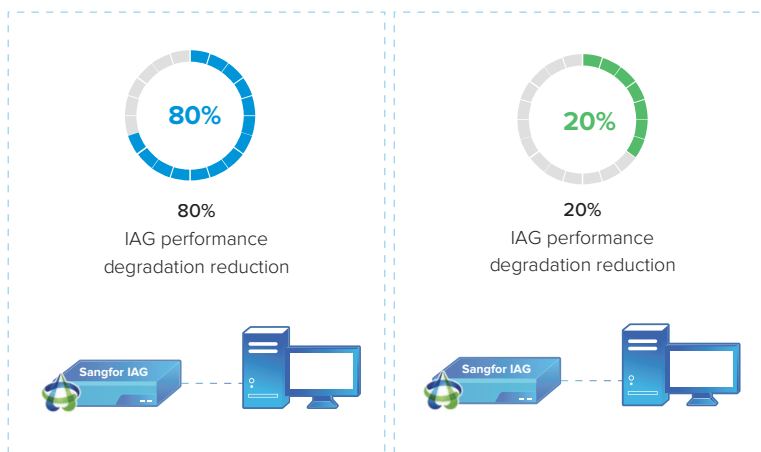 80%
80%
IAG performance
degradation reduction
Sangfor IAG
20%
20%
IAG performance
degradation reduction
Sangfor IAG